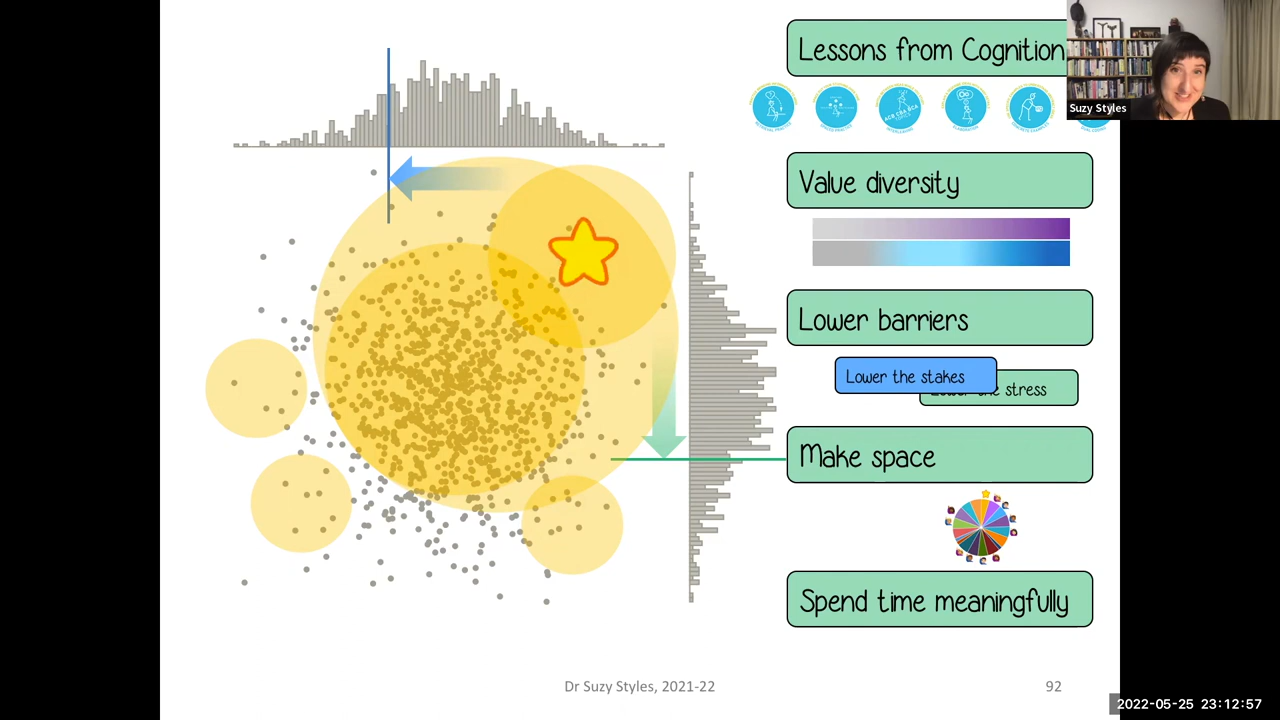 Lessons from Cognition
Suzy Styles
Value diversity
Lower barriers
Lower the stakes
stress
Make space
Spend time meaningfully
Dr Suzy Styles, 2021-22
92
2022-05-25 23:12:57